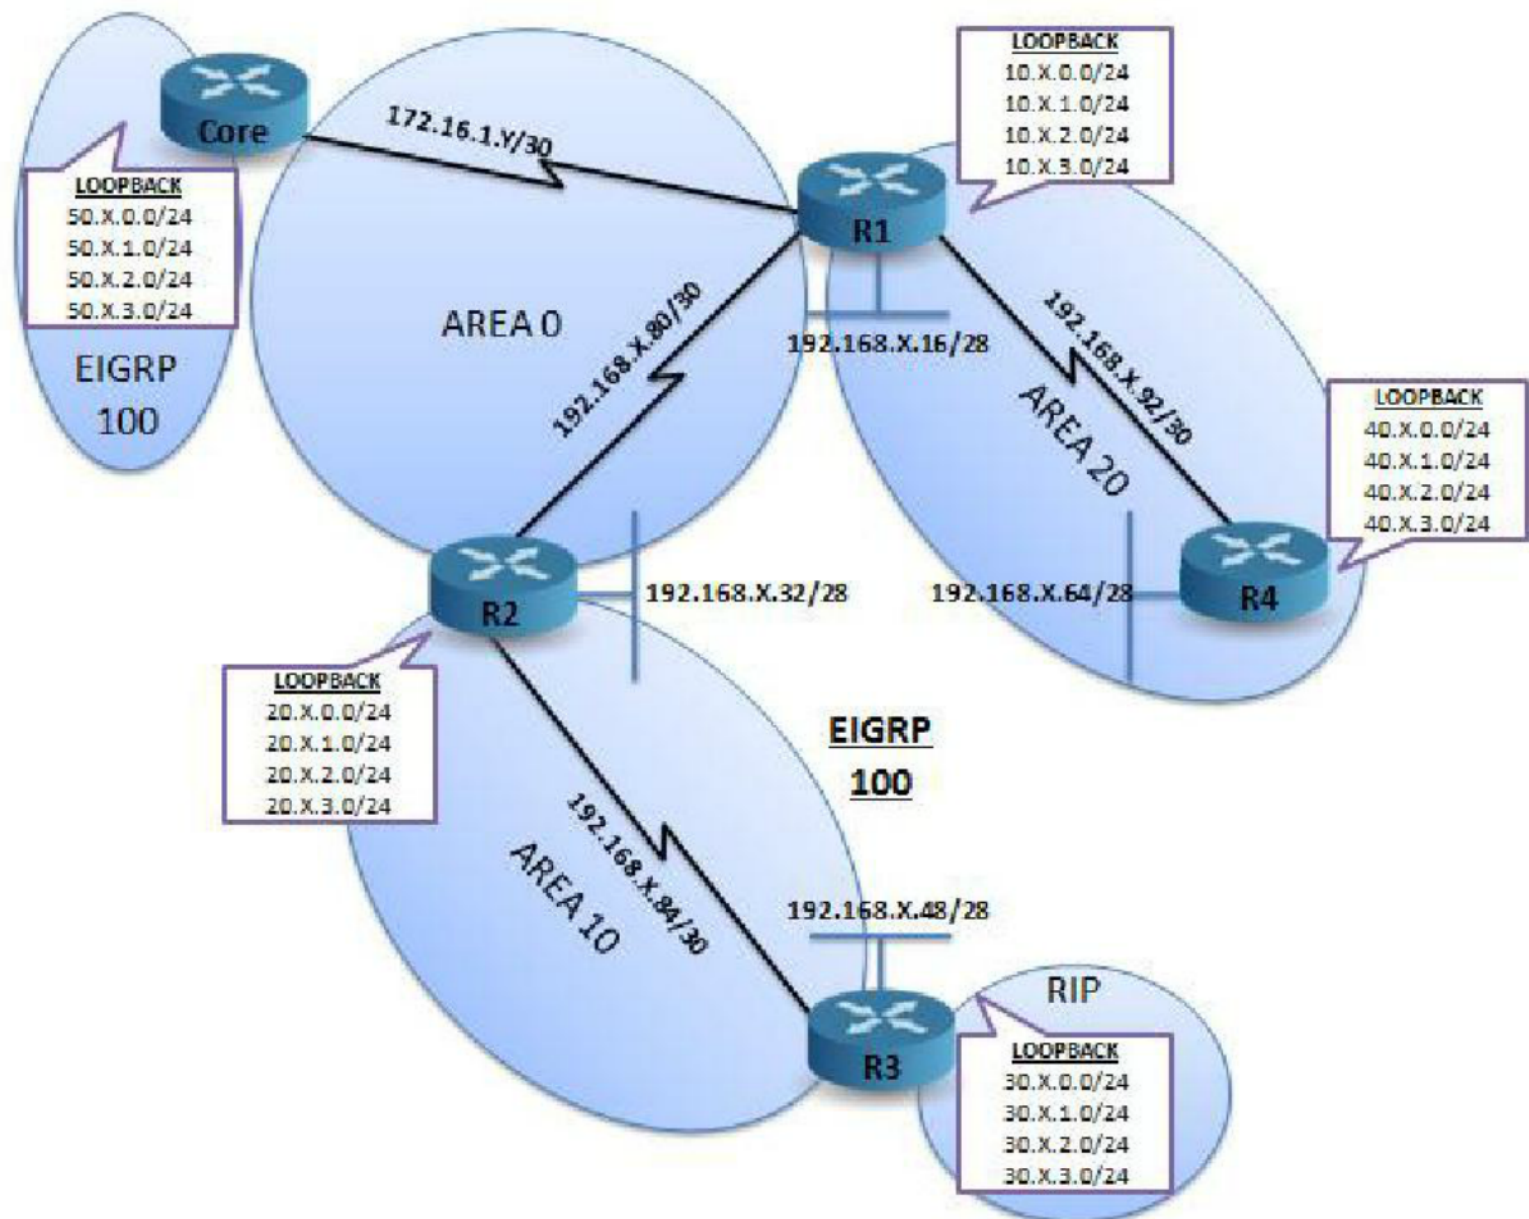 Core
172.16.1.Y/30
LOOPBACK
50.X.0.0/24
50.X.1.0/24
50.X.2.0/24
50.X.3.0/24
EIGRP
100
AREA 0
192.168.X.80/30
LOOPBACK
10.X.0.0/24
10.X.1.0/24
10.X.2.0/24
10.X.3.0/24
R1
192.168.X.16/28
192.168.X.92/30
AREA 20
LOOPBACK
40.X.0.0/24
40.X.1.0/24
40.X.2.0/24
40.X.3.0/24
R4
192.168.X.64/28
R2
192.168.X.32/28
LOOPBACK
20.X.0.0/24
20.X.1.0/24
20.X.2.0/24
20.X.3.0/24
EIGRP
100
192.168.X.84/30
AREA 10
192.168.X.48/28
R3
RIP
LOOPBACK
30.X.0.0/24
30.X.1.0/24
30.X.2.0/24
30.X.3.0/24